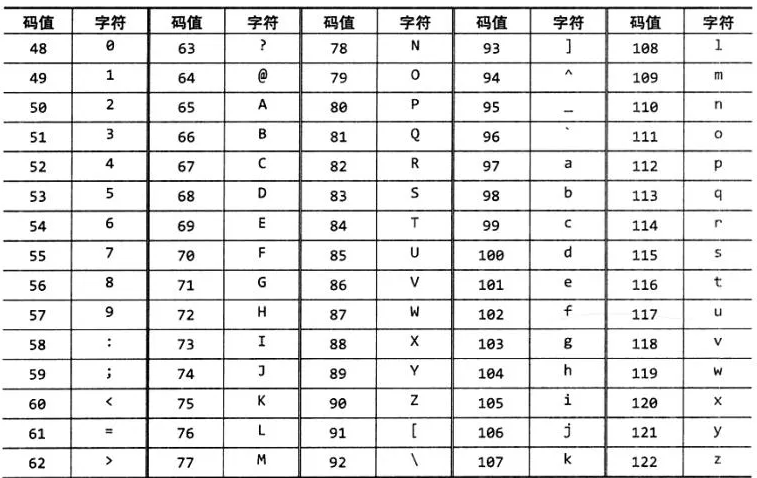 码值 字符 码值 字符 码值 字符 码值 字符 码值 字符
48 0 63 ? 78 N 93 ] 108 l
49 1 64 @ 79 O 94 ^ 109 m
50 2 65 A 80 P 95 _ 110 n
51 3 66 B 81 Q 96 ` 111 o
52 4 67 C 82 R 97 a 112 p
53 5 68 D 83 S 98 b 113 q
54 6 69 E 84 T 99 c 114 r
55 7 70 F 85 U 100 d 115 s
56 8 71 G 86 V 101 e 116 t
57 9 72 H 87 W 102 f 117 u
58 : 73 I 88 X 103 g 118 v
59 ; 74 J 89 Y 104 h 119 w
60 < 75 K 90 Z 105 i 120 x
61 = 76 L 91 [ 106 j 121 y
62 > 77 M 92 \ 107 k 122 z